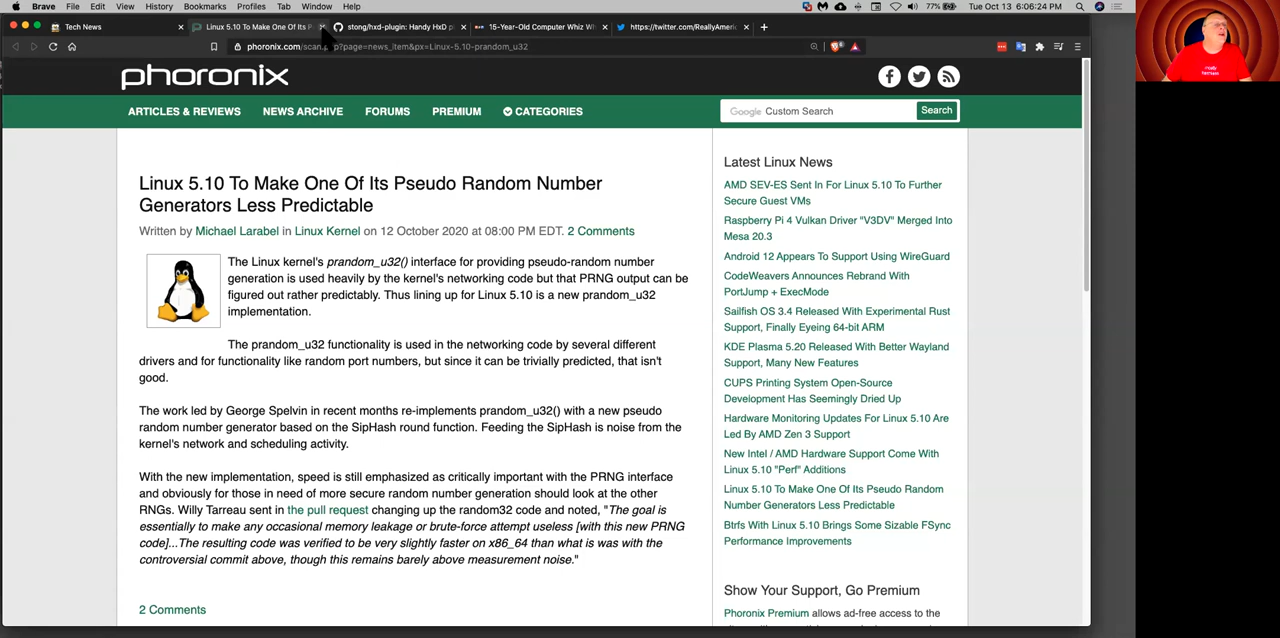 Brave File Edit View History Bookmarks Profiles Tab Window Help
77% Tue Oct 13 6:06:24 PM
Tech News
Linux 5.10 To Make One Of Its P
stong/hxd-plugin: Handy HxD p
15-Year-Old Computer Whiz Wh
https://twitter.com/ReallyAmeric
phoronix.com/scan.p p?page=news_item&px=Linux-5.10-prandom_u32
phoronix
ARTICLES & REVIEWS NEWS ARCHIVE FORUMS PREMIUM CATEGORIES
Google Custom Search Search
Linux 5.10 To Make One Of Its Pseudo Random Number
Generators Less Predictable
Written by Michael Larabel in Linux Kernel on 12 October 2020 at 08:00 PM EDT. 2 Comments
The Linux kernel's prandom_u32() interface for providing pseudo-random number
generation is used heavily by the kernel's networking code but that PRNG output can be
figured out rather predictably. Thus lining up for Linux 5.10 is a new prandom_u32
implementation.
The prandom_u32 functionality is used in the networking code by several different
drivers and for functionality like random port numbers, but since it can be trivially predicted, that isn't
good.
The work led by George Spelvin in recent months re-implements prandom_u32() with a new pseudo
random number generator based on the SipHash round function. Feeding the SipHash is noise from the
kernel's network and scheduling activity.
With the new implementation, speed is still emphasized as critically important with the PRNG interface
and obviously for those in need of more secure random number generation should look at the other
RNGs. Willy Tarreau sent in the pull request changing up the random32 code and noted, "The goal is
essentially to make any occasional memory leakage or brute-force attempt useless [with this new PRNG
code]...The resulting code was verified to be very slightly faster on x86_64 than what is was with the
controversial commit above, though this remains barely above measurement noise."
2 Comments
Latest Linux News
AMD SEV-ES Sent In For Linux 5.10 To Further
Secure Guest VMs
Raspberry Pi 4 Vulkan Driver "V3DV" Merged Into
Mesa 20.3
Android 12 Appears To Support Using WireGuard
CodeWeavers Announces Rebrand With
PortJump + ExecMode
Sailfish OS 3.4 Released With Experimental Rust
Support, Finally Eyeing 64-bit ARM
KDE Plasma 5.20 Released With Better Wayland
Support, Many New Features
CUPS Printing System Open-Source
Development Has Seemingly Dried Up
Hardware Monitoring Updates For Linux 5.10 Are
Led By AMD Zen 3 Support
New Intel / AMD Hardware Support Come With
Linux 5.10 "Perf" Additions
Linux 5.10 To Make One Of Its Pseudo Random
Number Generators Less Predictable
Btrfs With Linux 5.10 Brings Some Sizable FSync
Performance Improvements
Show Your Support, Go Premium
Phoronix Premium allows ad-free access to the